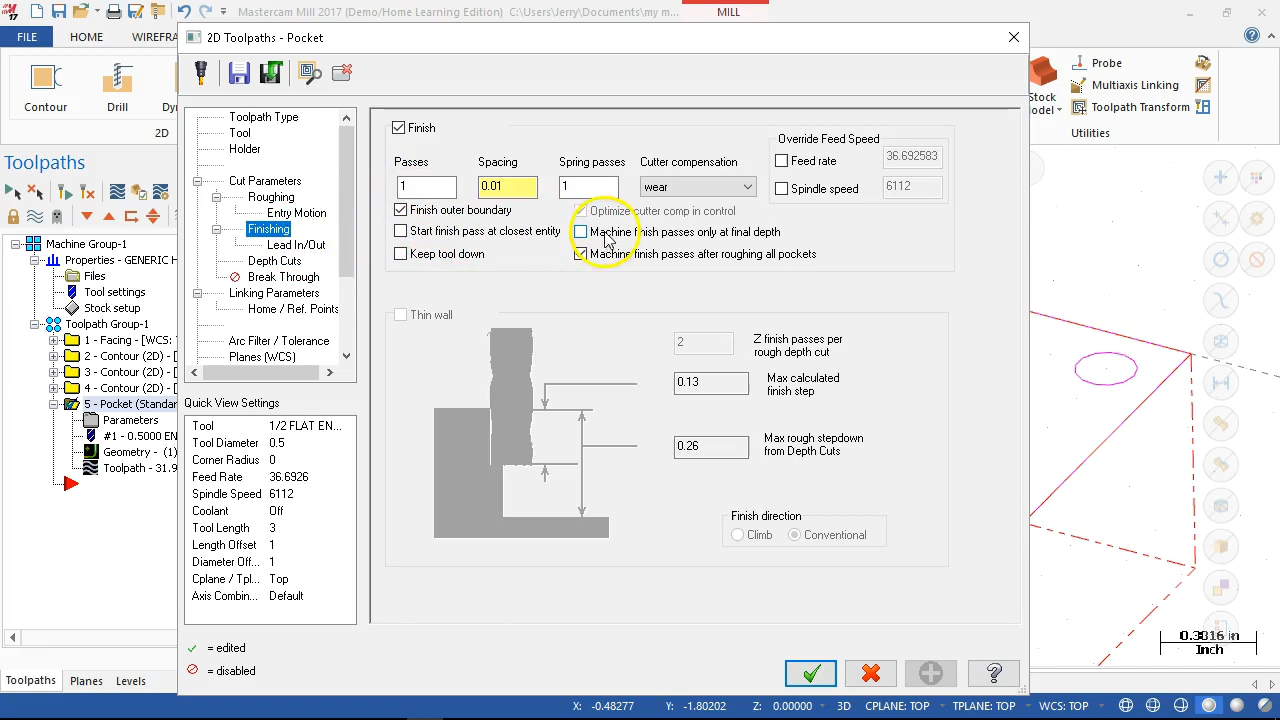 Mastercam Mill 2017 (Demo/Home Learning Edition) C:\Users\Jerry\Documents\my m...
MILL
17
FILE
HOME
WIREFRA
2D Toolpaths - Pocket
Contour
Drill
Dy
2D
Probe
Multiaxis Linking
Toolpath Transform
Stock
Model
Utilities
Toolpaths
Machine Group-1
Properties - GENERIC H
Files
Tool settings
Stock setup
Toolpath Group-1
1 - Facing - [WCS:
2 - Contour (2D) -
3 - Contour (2D) -
4 - Contour (2D) -
5 - Pocket (Standar
Parameters
#1 - 0.5000 EN
Geometry - (1)
Toolpath - 31.9
Toolpath Type
Tool
Holder
Cut Parameters
Roughing
Entry Motion
Finishing
Lead In/Out
Depth Cuts
Break Through
Linking Parameters
Home / Ref. Points
Arc Filter / Tolerance
Planes (WCS)
Quick View Settings
Tool 1/2 FLAT EN...
Tool Diameter 0.5
Corner Radius 0
Feed Rate 36.6926
Spindle Speed 6112
Coolant Off
Tool Length 3
Length Offset 1
Diameter Off... 1
Cplane / Tpl... Top
Axis Combin... Default
= edited
= disabled
Finish
Passes
Spacing
Spring passes
Cutter compensation
1
0.01
1
wear
Override Feed Speed
Feed rate
36.692583
Spindle speed
6112
Finish outer boundary
Optimize cutter comp in control
Start finish pass at closest entity
Machine finish passes only at final depth
Keep tool down
Machine finish passes after roughing all pockets
Thin wall
2
Z finish passes per
rough depth cut
0.13
Max calculated
finish step
0.26
Max rough stepdown
from Depth Cuts
Finish direction
Climb
Conventional
0.3816 in
Inch
Toolpaths
Planes
Levels
X: -0.48277
Y: -1.80202
Z: 0.00000
3D
CPLANE: TOP
TPLANE: TOP
WCS: TOP